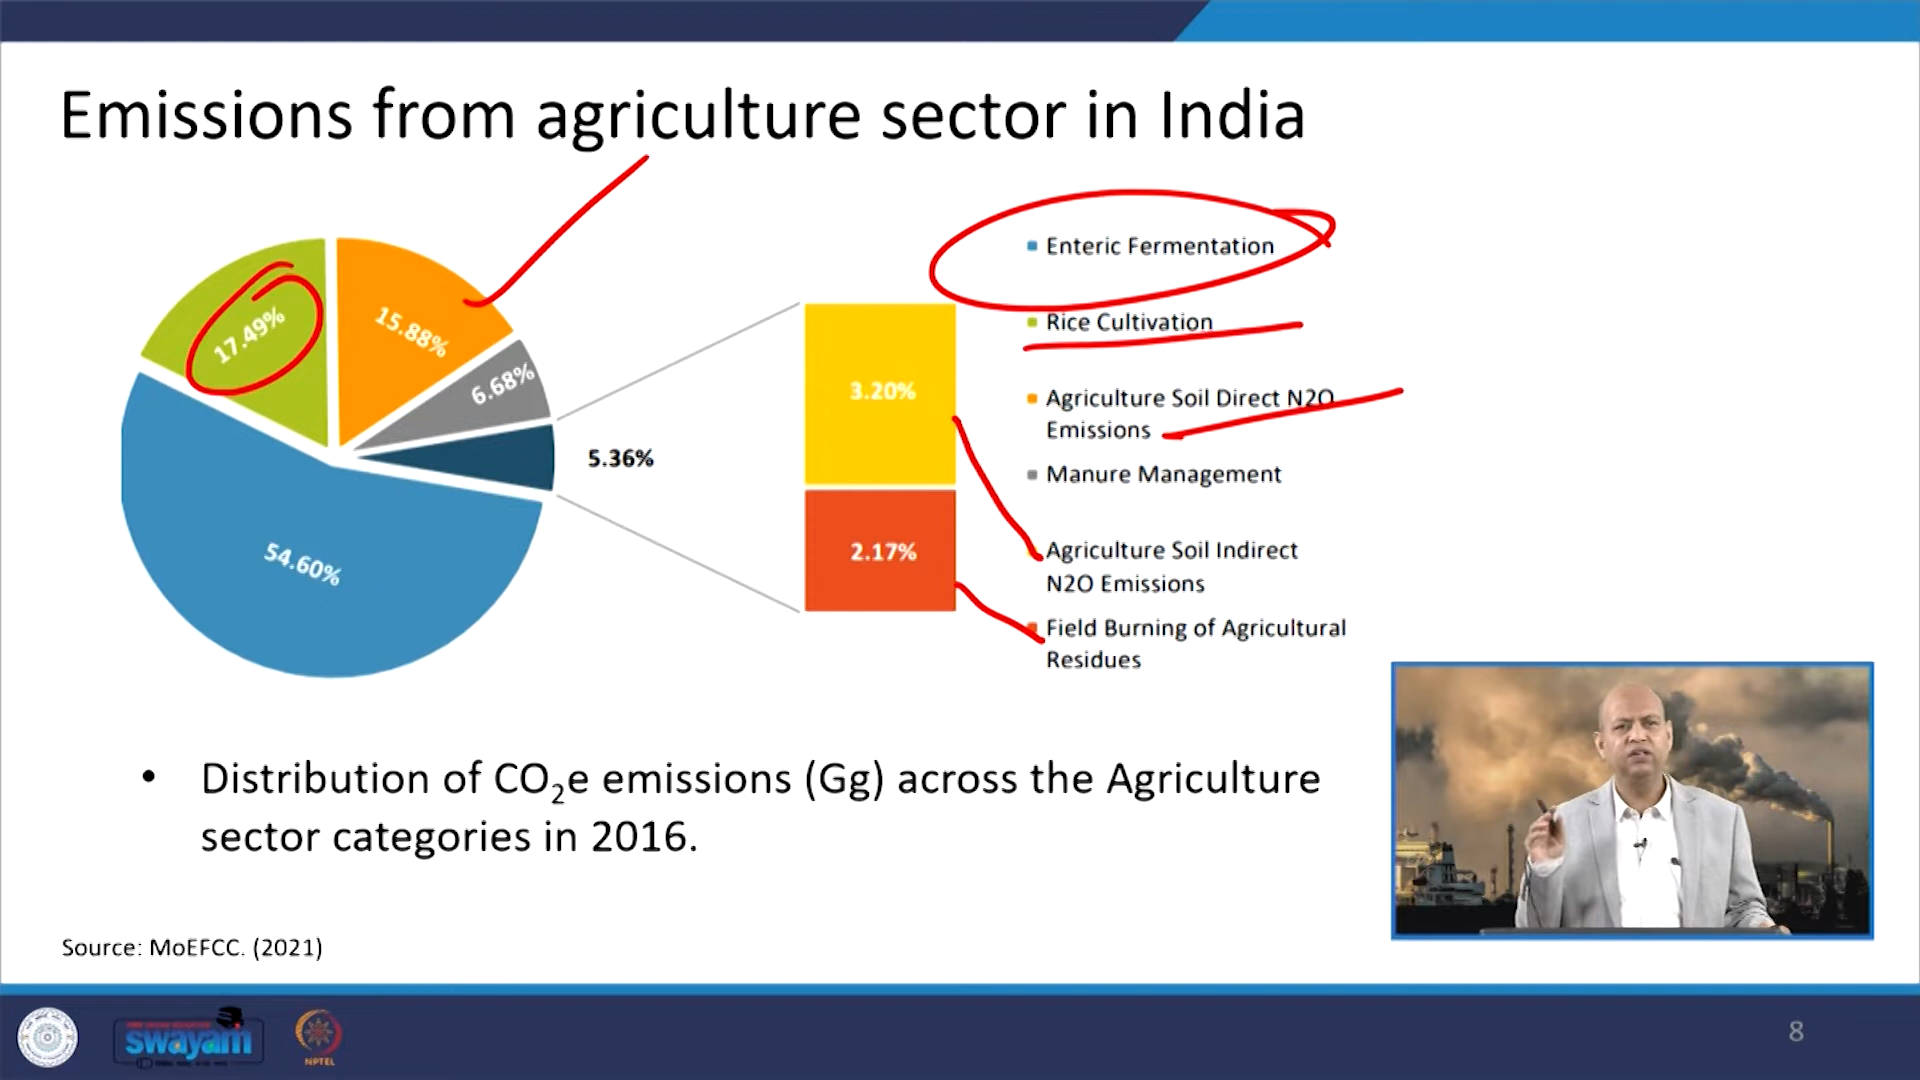 Emissions from agriculture sector in India
17.49%
15.88%
6.68%
5.36%
54.60%
3.20%
2.17%
Enteric Fermentation
Rice Cultivation
Agriculture Soil Direct N2O
Emissions
Manure Management
Agriculture Soil Indirect
N2O Emissions
Field Burning of Agricultural
Residues
• Distribution of CO₂e emissions (Gg) across the Agriculture
sector categories in 2016.
Source: MoEFCC. (2021)
swayam
NPTEL
8